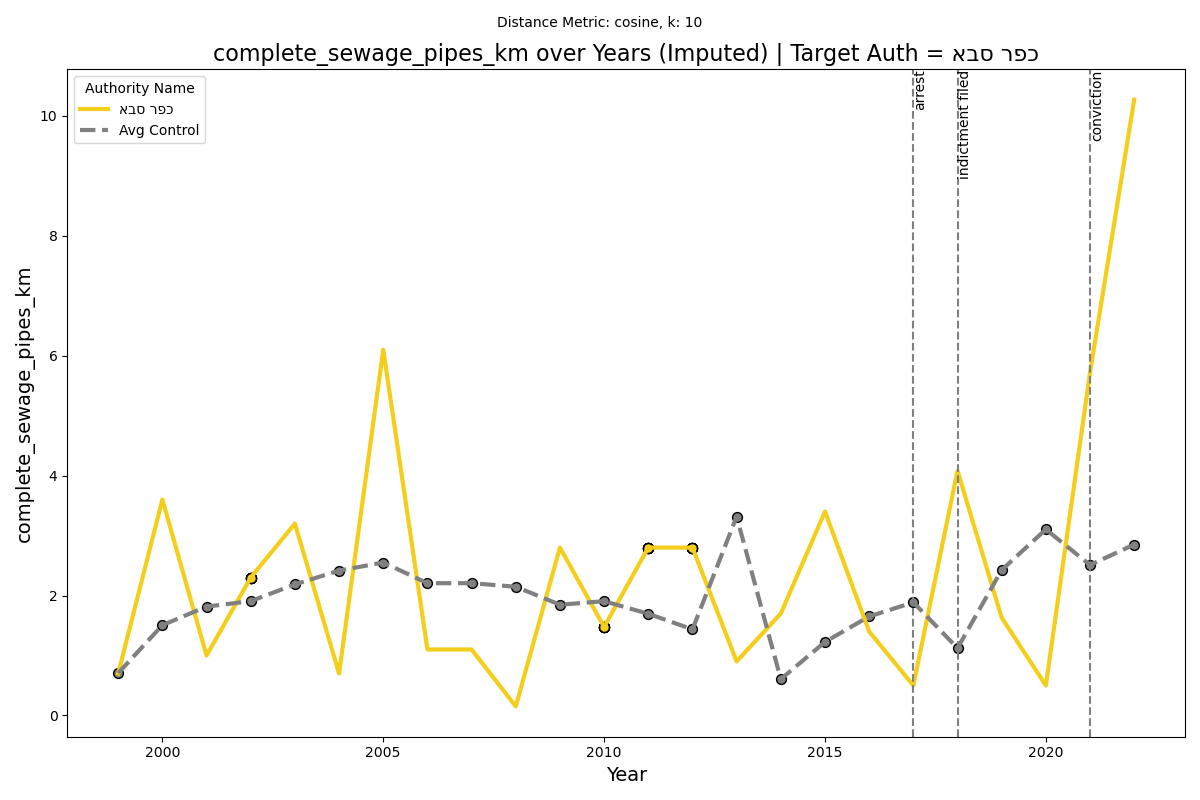 Distance Metric: cosine, k: 10
complete_sewage_pipes_km over Years (Imputed) | Target Auth = כפר סבא
Authority Name
כפר סבא
Avg Control
arrest
indictment filed
conviction
complete_sewage_pipes_km
10
8
6
4
2
0
2000
2005
2010
2015
2020
Year